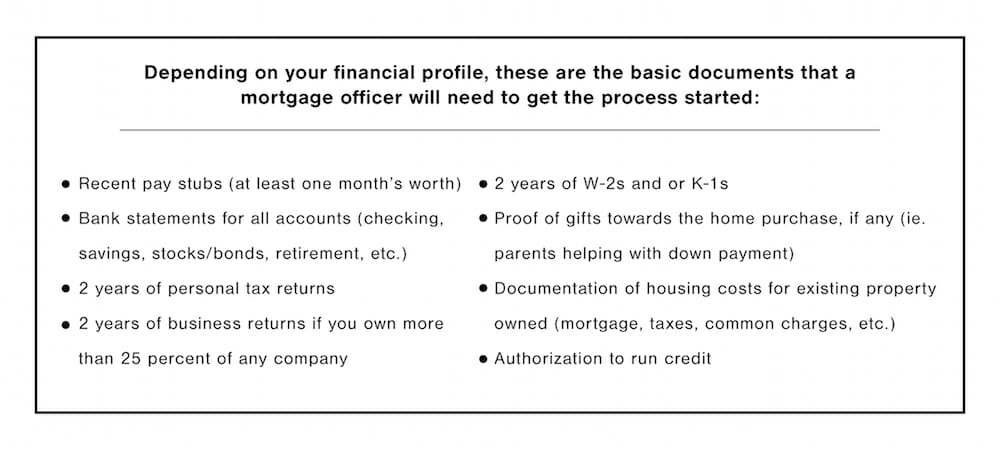 Depending on your financial profile, these are the basic documents that a
mortgage officer will need to get the process started:
● Recent pay stubs (at least one month's worth)
● Bank statements for all accounts (checking,
savings, stocks/bonds, retirement, etc.)
● 2 years of personal tax returns
● 2 years of business returns if you own more
than 25 percent of any company
● 2 years of W-2s and or K-1s
● Proof of gifts towards the home purchase, if any (ie.
parents helping with down payment)
● Documentation of housing costs for existing property
owned (mortgage, taxes, common charges, etc.)
● Authorization to run credit